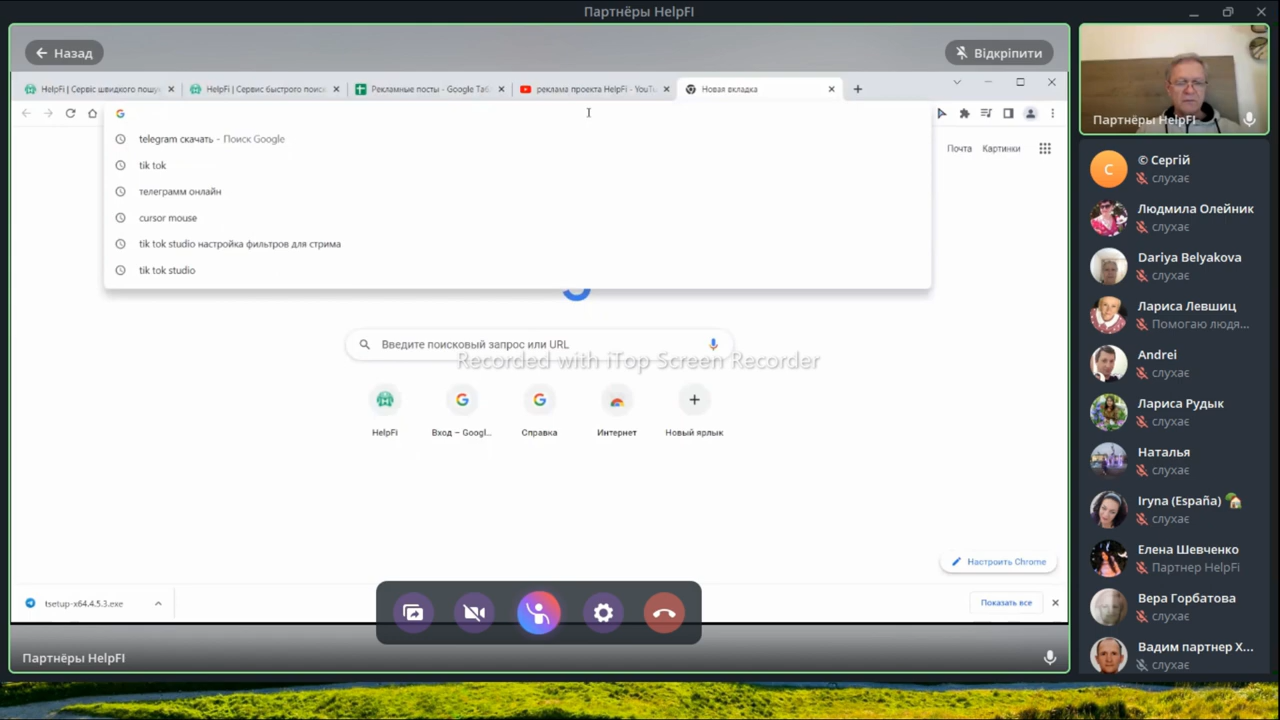 Партнёры HelpFI
Назад
Відкріпити
HelpFi | Сервіс швидкого пошу
HelpFi | Сервис быстрого поис
Рекламные посты - Google Таб
реклама проекта HelpFi - YouTu
Новая вкладка
telegram скачать - Поиск Google
tik tok
телеграмм онлайн
cursor mouse
tik tok studio настройка фильтров для стрима
tik tok studio
Почта
Картинки
Введите поисковый запрос или URL
Recorded with iTop Screen Recorder
HelpFi
Вход – Googl...
Справка
Интернет
Новый ярлык
Настроить Chrome
tsetup-x64.4.5.3.exe
Показать все
Партнёры HelpFI
Партнёры HelpFI
С
© Сергій
слухає
Людмила Олейник
слухає
Dariya Belyakova
слухає
Лариса Левшиц
Помогаю людя...
Andrei
слухає
Лариса Рудык
слухає
Наталья
слухає
Iryna (España)
слухає
Елена Шевченко
Партнер HelpFI
Вера Горбатова
слухає
Вадим партнер Х...
слухає